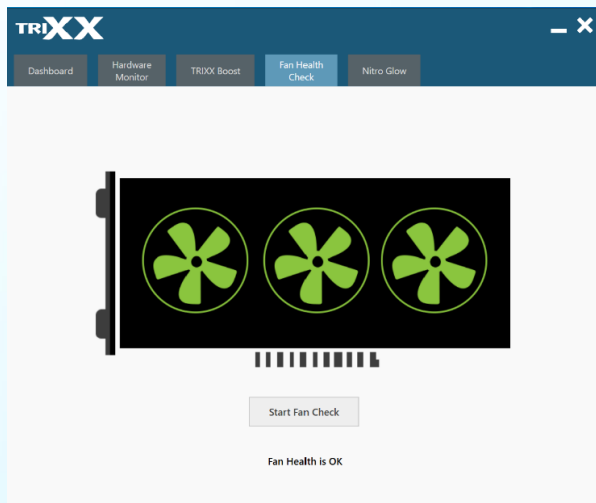 TRIXX
Dashboard
Hardware
Monitor
TRIXX Boost
Fan Health
Check
Nitro Glow
Start Fan Check
Fan Health is OK